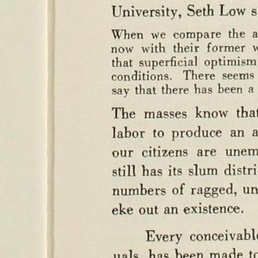 University, Seth Low s
When we compare the a
now with their former w
that superficial optimism
conditions. There seems
say that there has been a
The masses know that
labor to produce an a
our citizens are unem
still has its slum distri
numbers of ragged, un
eke out an existence.
Every conceivable
uals, has been made to